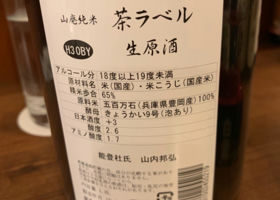 山廃純米
茶ラベル
H30BY
生原酒
アルコール分 18度以上19度未満
原材料名 米(国産)・米こうじ(国産米)
精米歩合 65%
原料米 五百万石(兵庫県豊岡産)100%
酵母 きょうかい9号(泡あり)
日本酒度 +3
酸度 2.6
アミノ酸度 1.7
能登杜氏 山内邦弘